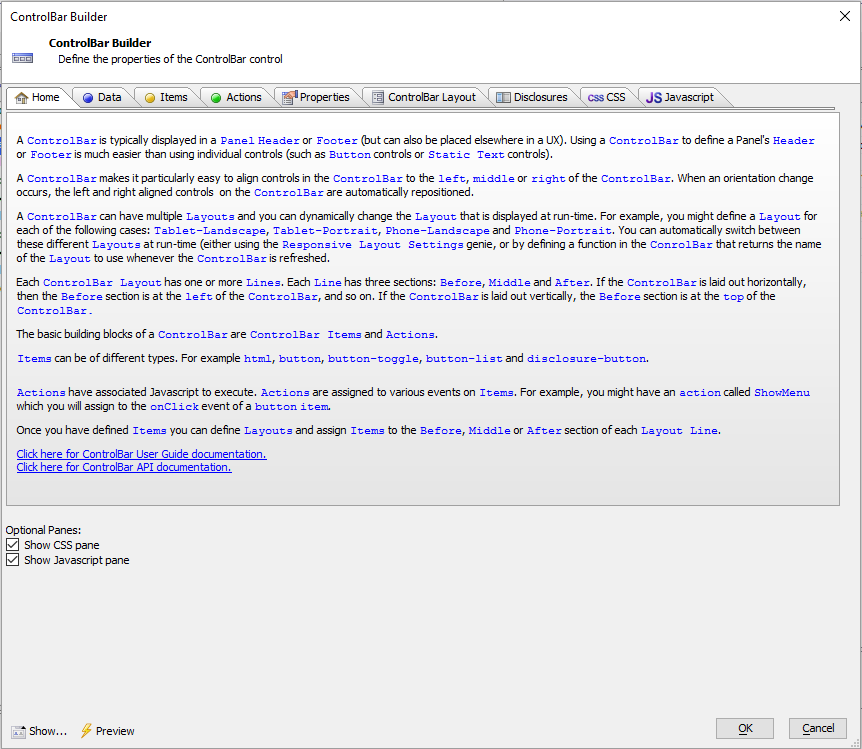 ControlBar Builder
ControlBar Builder
Define the properties of the ControlBar control
Home Data Items Actions Properties ControlBar Layout Disclosures css CSS JS Javascript
A ControlBar is typically displayed in a Panel Header or Footer (but can also be placed elsewhere in a UX). Using a ControlBar to define a Panel's Header
or Footer is much easier than using individual controls (such as Button controls or Static Text controls).
A ControlBar makes it particularly easy to align controls in the ControlBar to the left, middle or right of the ControlBar. When an orientation change
occurs, the left and right aligned controls on the ControlBar are automatically repositioned.
A ControlBar can have multiple Layouts and you can dynamically change the Layout that is displayed at run-time. For example, you might define a Layout for
each of the following cases: Tablet-Landscape, Tablet-Portrait, Phone-Landscape and Phone-Portrait. You can automatically switch between
these different Layouts at run-time (either using the Responsive Layout Settings genie, or by defining a function in the ConrolBar that returns the name
of the Layout to use whenever the ControlBar is refreshed.
Each ControlBar Layout has one or more Lines. Each Line has three sections: Before, Middle and After. If the ControlBar is laid out horizontally,
then the Before section is at the left of the ControlBar, and so on. If the ControlBar is laid out vertically, the Before section is at the top of the
ControlBar.
The basic building blocks of a ControlBar are ControlBar Items and Actions.
Items can be of different types. For example html, button, button-toggle, button-list and disclosure-button.
Actions have associated Javascript to execute. Actions are assigned to various events on Items. For example, you might have an action called ShowMenu
which you will assign to the onClick event of a button item.
Once you have defined Items you can define Layouts and assign Items to the Before, Middle or After section of each Layout Line.
Click here for ControlBar User Guide documentation.
Click here for ControlBar API documentation.
Optional Panes:
Show CSS pane
Show Javascript pane
Show... Preview OK Cancel